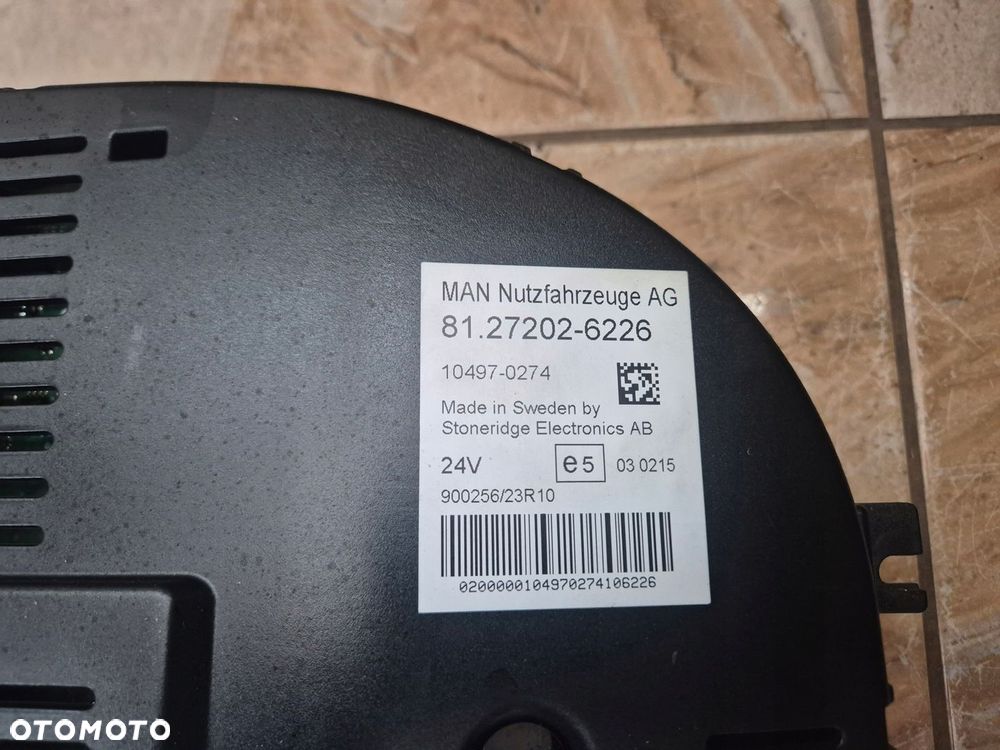 MAN Nutzfahrzeuge AG
81.27202-6226
10497-0274
Made in Sweden by
Stoneridge Electronics AB
24V e5 03 0215
900256/23R10
0200000104970274106226
OTOMOTO